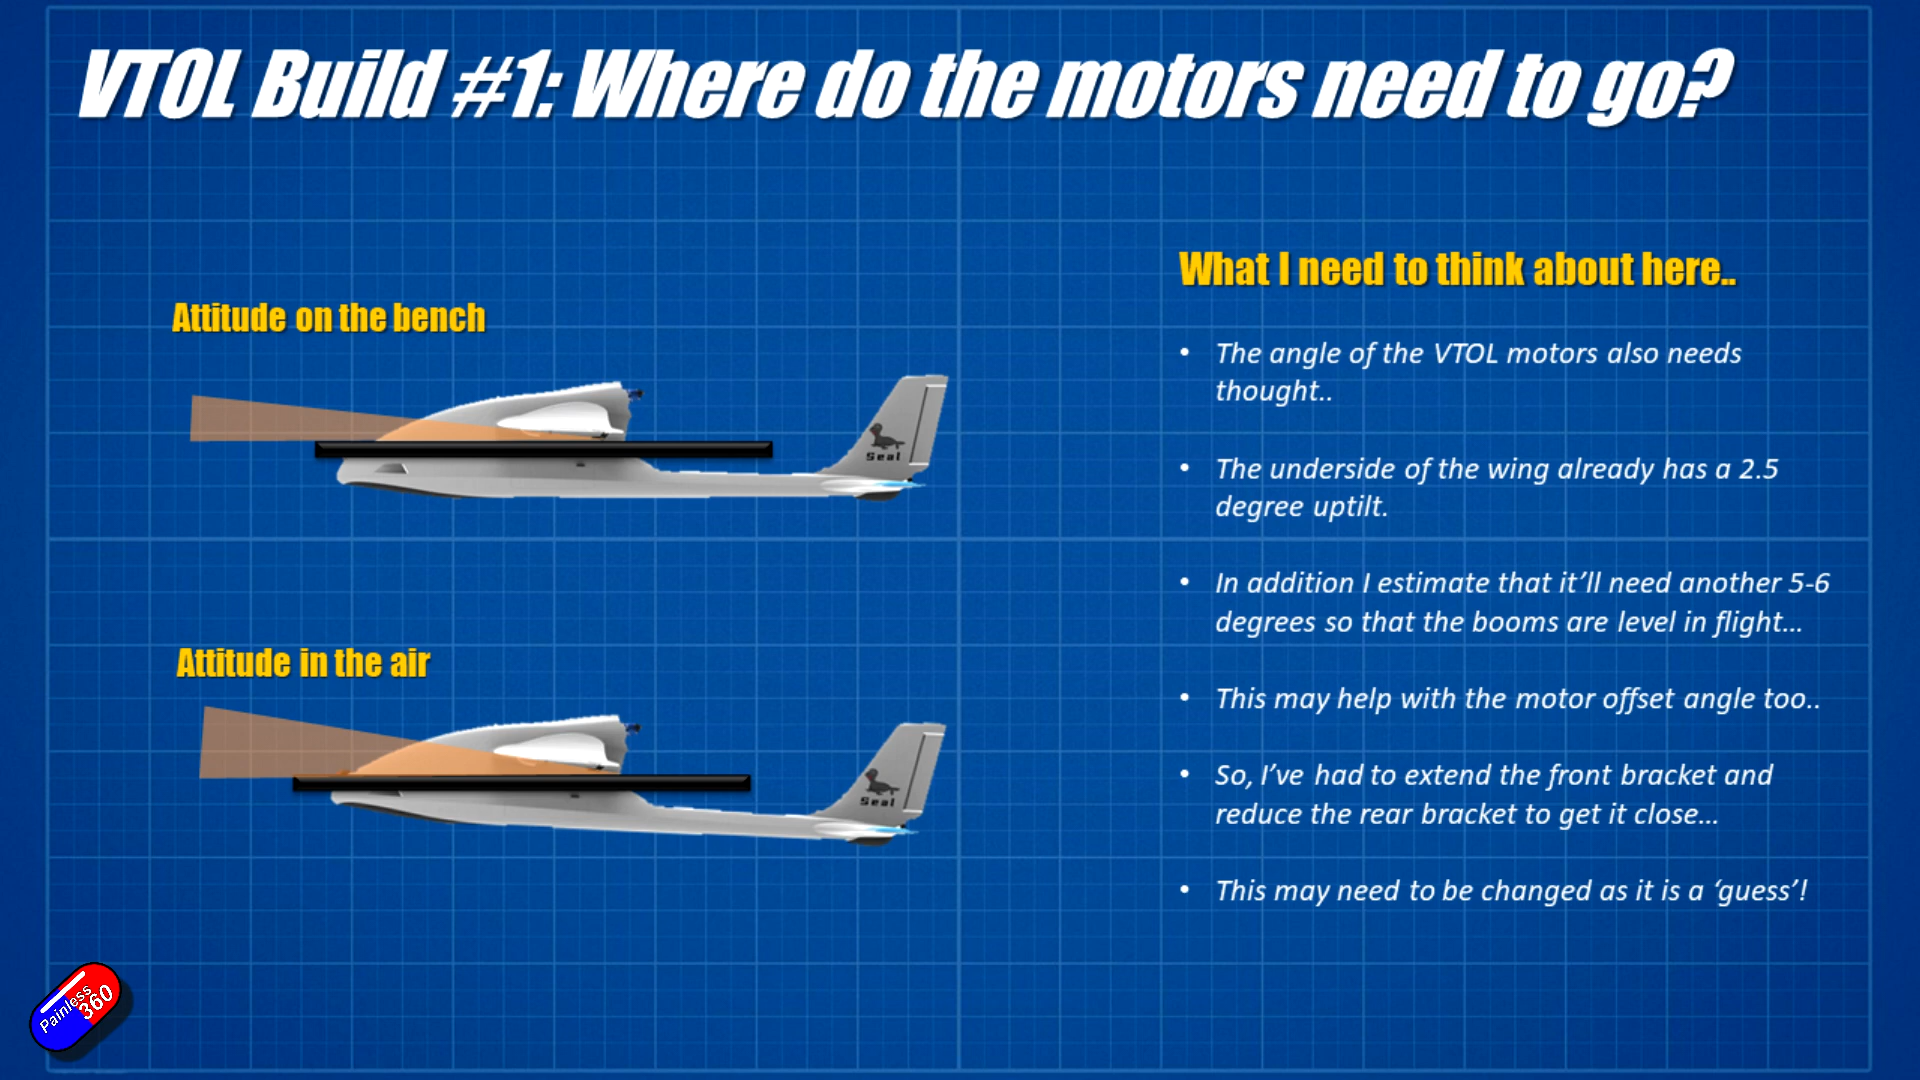 VTOL Build #1: Where do the motors need to go?
Attitude on the bench
Seal
Attitude in the air
Seal
What I need to think about here..
• The angle of the VTOL motors also needs
thought..
• The underside of the wing already has a 2.5
degree uptilt.
• In addition I estimate that it’ll need another 5-6
degrees so that the booms are level in flight...
• This may help with the motor offset angle too..
• So, I’ve had to extend the front bracket and
reduce the rear bracket to get it close...
• This may need to be changed as it is a ‘guess’!
Painless
360